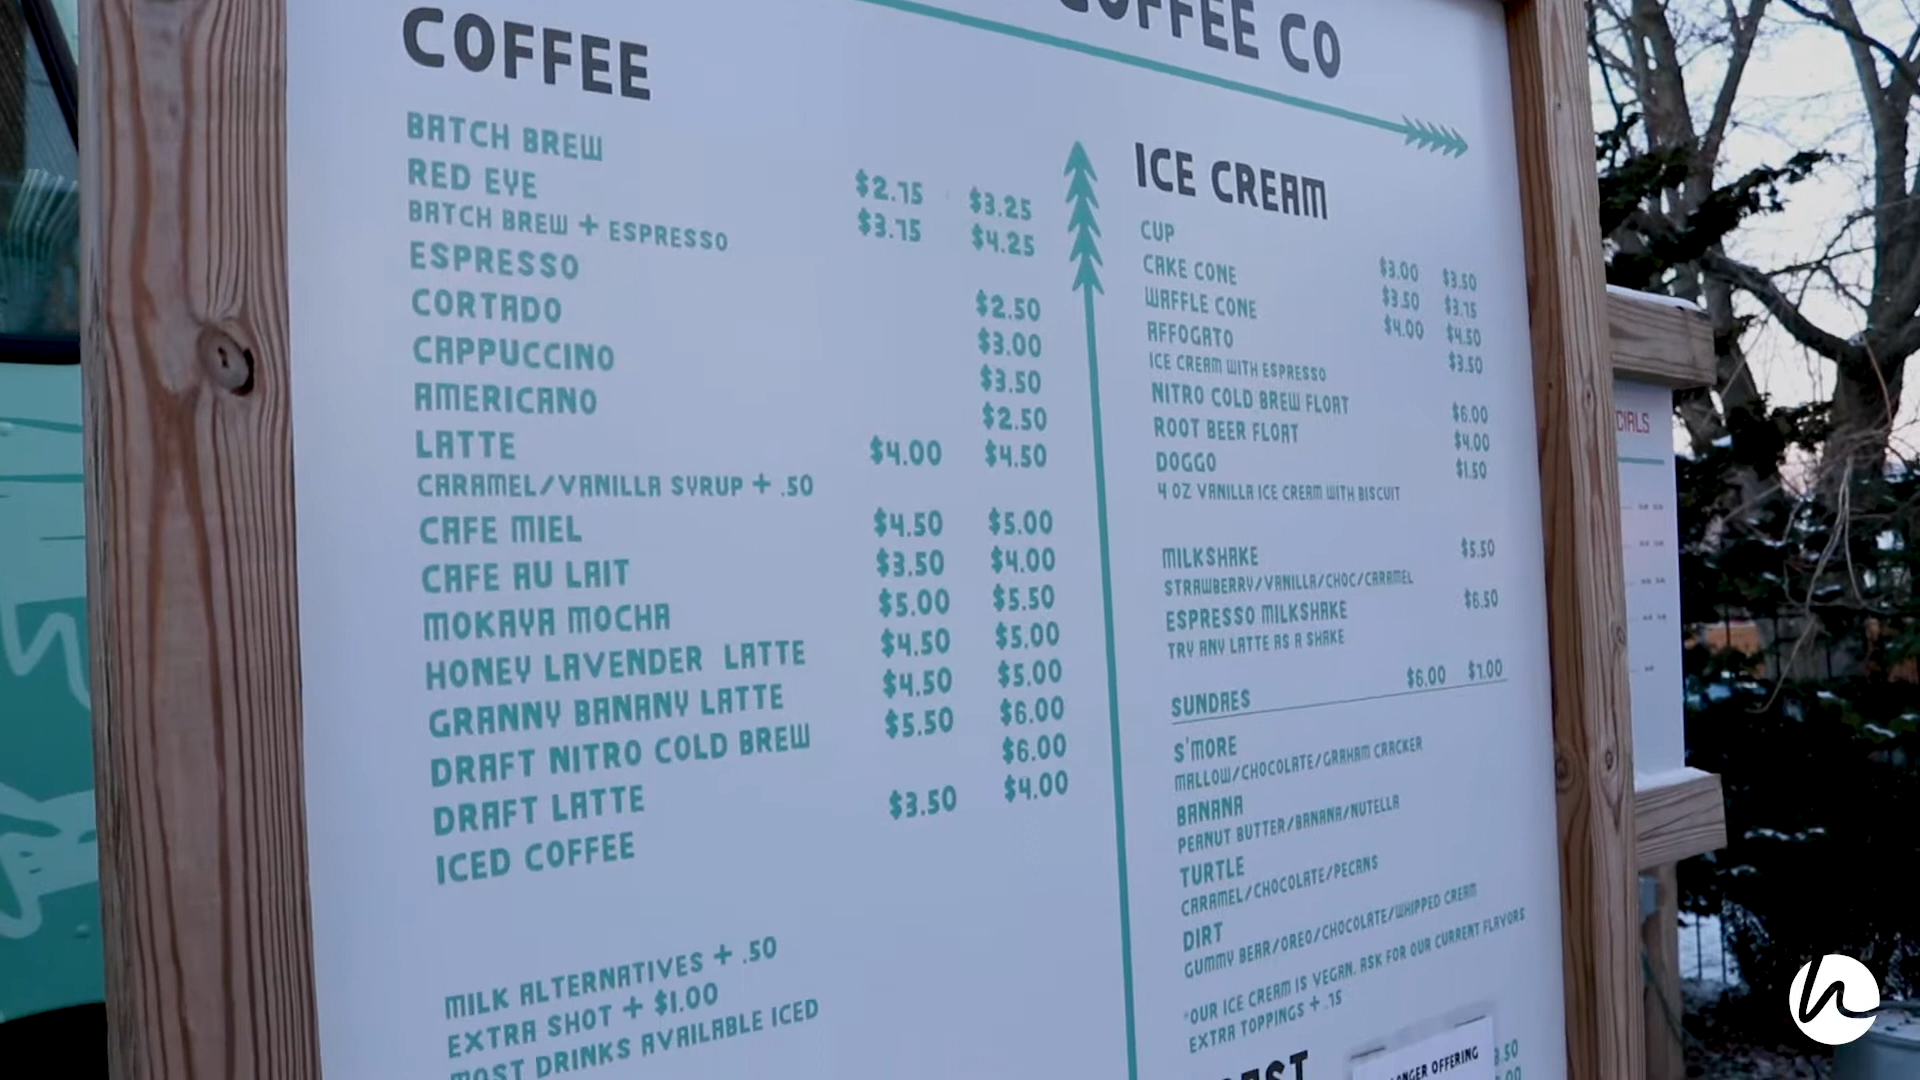 COFFEE CO
COFFEE
BATCH BREW $2.75 $3.25
RED EYE $3.75 $4.25
BATCH BREW + ESPRESSO
ESPRESSO $2.50
CORTADO $3.00
CAPPUCCINO $3.50
AMERICANO $2.50
LATTE $4.00 $4.50
CARAMEL/VANILLA SYRUP + .50
CAFE MIEL $4.50 $5.00
CAFE AU LAIT $3.50 $4.00
MOKAYA MOCHA $5.00 $5.50
HONEY LAVENDER LATTE $4.50 $5.00
GRANNY BANANY LATTE $4.50 $5.00
DRAFT NITRO COLD BREW $5.50 $6.00
DRAFT LATTE $6.00
ICED COFFEE $3.50 $4.00
MILK ALTERNATIVES + .50
EXTRA SHOT + $1.00
MOST DRINKS AVAILABLE ICED
ICE CREAM
CUP $3.00 $3.50
CAKE CONE $3.50 $3.75
WAFFLE CONE $4.00 $4.50
AFFOGATO $3.50
ICE CREAM WITH ESPRESSO
NITRO COLD BREW FLOAT $6.00
ROOT BEER FLOAT $4.00
DOGGO $1.50
4 OZ VANILLA ICE CREAM WITH BISCUIT
MILKSHAKE $5.50
STRAWBERRY/VANILLA/CHOC/CARAMEL
ESPRESSO MILKSHAKE $6.50
TRY ANY LATTE AS A SHAKE
SUNDAES $6.00 $7.00
S'MORE
MALLOW/CHOCOLATE/GRAHAM CRACKER
BANANA
PEANUT BUTTER/BANANA/NUTELLA
TURTLE
CARAMEL/CHOCOLATE/PECANS
DIRT
GUMMY BEAR/OREO/CHOCOLATE/WHIPPED CREAM
*OUR ICE CREAM IS VEGAN. ASK FOR OUR CURRENT FLAVORS
EXTRA TOPPINGS + .75
OFFERING